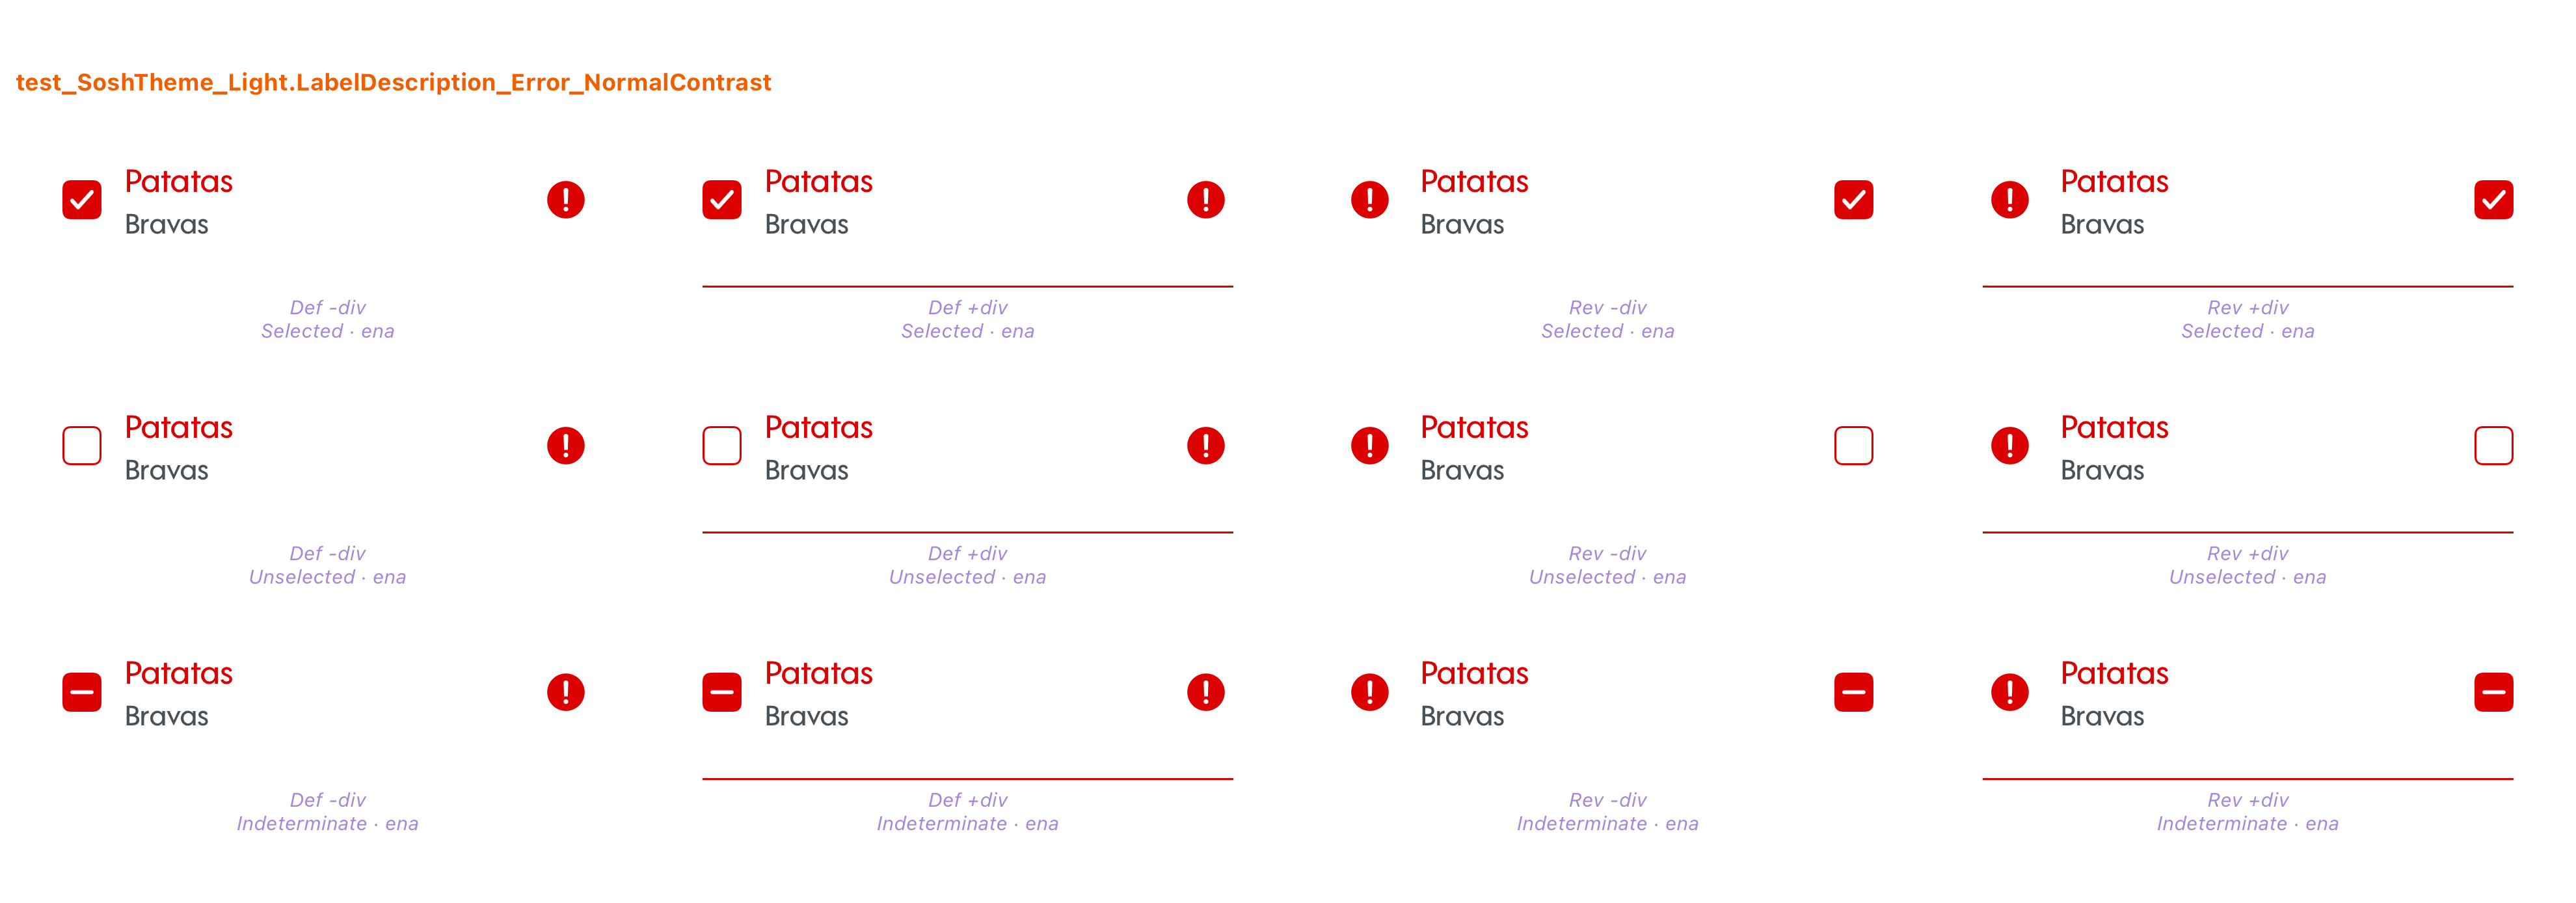 test_SoshTheme_Light.LabelDescription_Error_NormalContrast
Patatas
Bravas
Def -div
Selected · ena
Patatas
Bravas
Def +div
Selected · ena
Patatas
Bravas
Rev -div
Selected · ena
Patatas
Bravas
Rev +div
Selected · ena
Patatas
Bravas
Def -div
Unselected · ena
Patatas
Bravas
Def +div
Unselected · ena
Patatas
Bravas
Rev -div
Unselected · ena
Patatas
Bravas
Rev +div
Unselected · ena
Patatas
Bravas
Def -div
Indeterminate · ena
Patatas
Bravas
Def +div
Indeterminate · ena
Patatas
Bravas
Rev -div
Indeterminate · ena
Patatas
Bravas
Rev +div
Indeterminate · ena